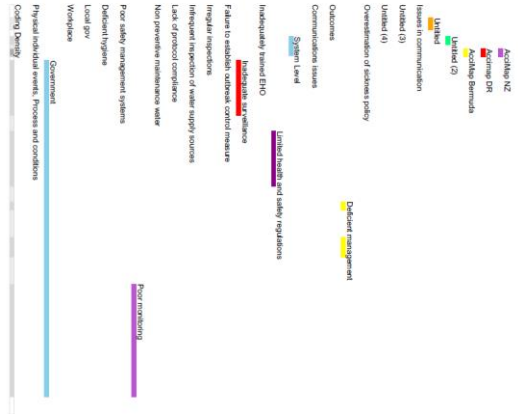 AcciMap NZ
Accimap DR
AcciMap Bermuda
Untitled (2)
Untitled
Issues in communication
Untitled (3)
Untitled (4)
Overestimation of sickness policy
Deficient management
Outcomes
Communications issues
System Level
Limited health and safety regulations
Inadequately trained EHO
Inadequate surveillance
Failure to establish outbreak control measure
Irregular inspections
Infrequent inspection of water supply sources
Lack of protocol compliance
Non preventive maintenance water
Poor monitoring
Poor safety management systems
Deficient hygiene
Local gov
Workplace
Government
Physical individual events, Process and conditions
Coding Density